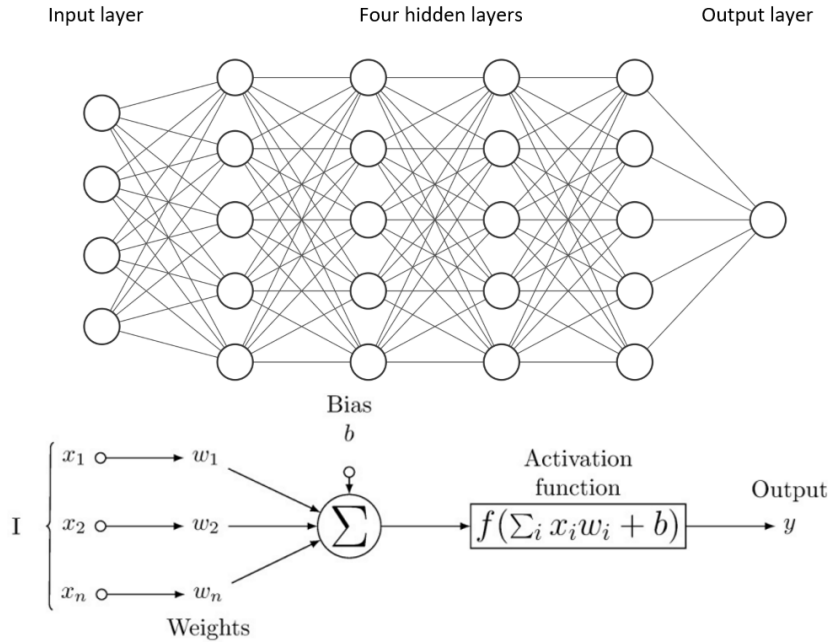 Input layer Four hidden layers Output layer
Bias
b
x₁ w₁
Activation
function
Output
I x₂ w₂ ∑ f(∑ᵢ xᵢwᵢ + b) y
xₙ wₙ
Weights